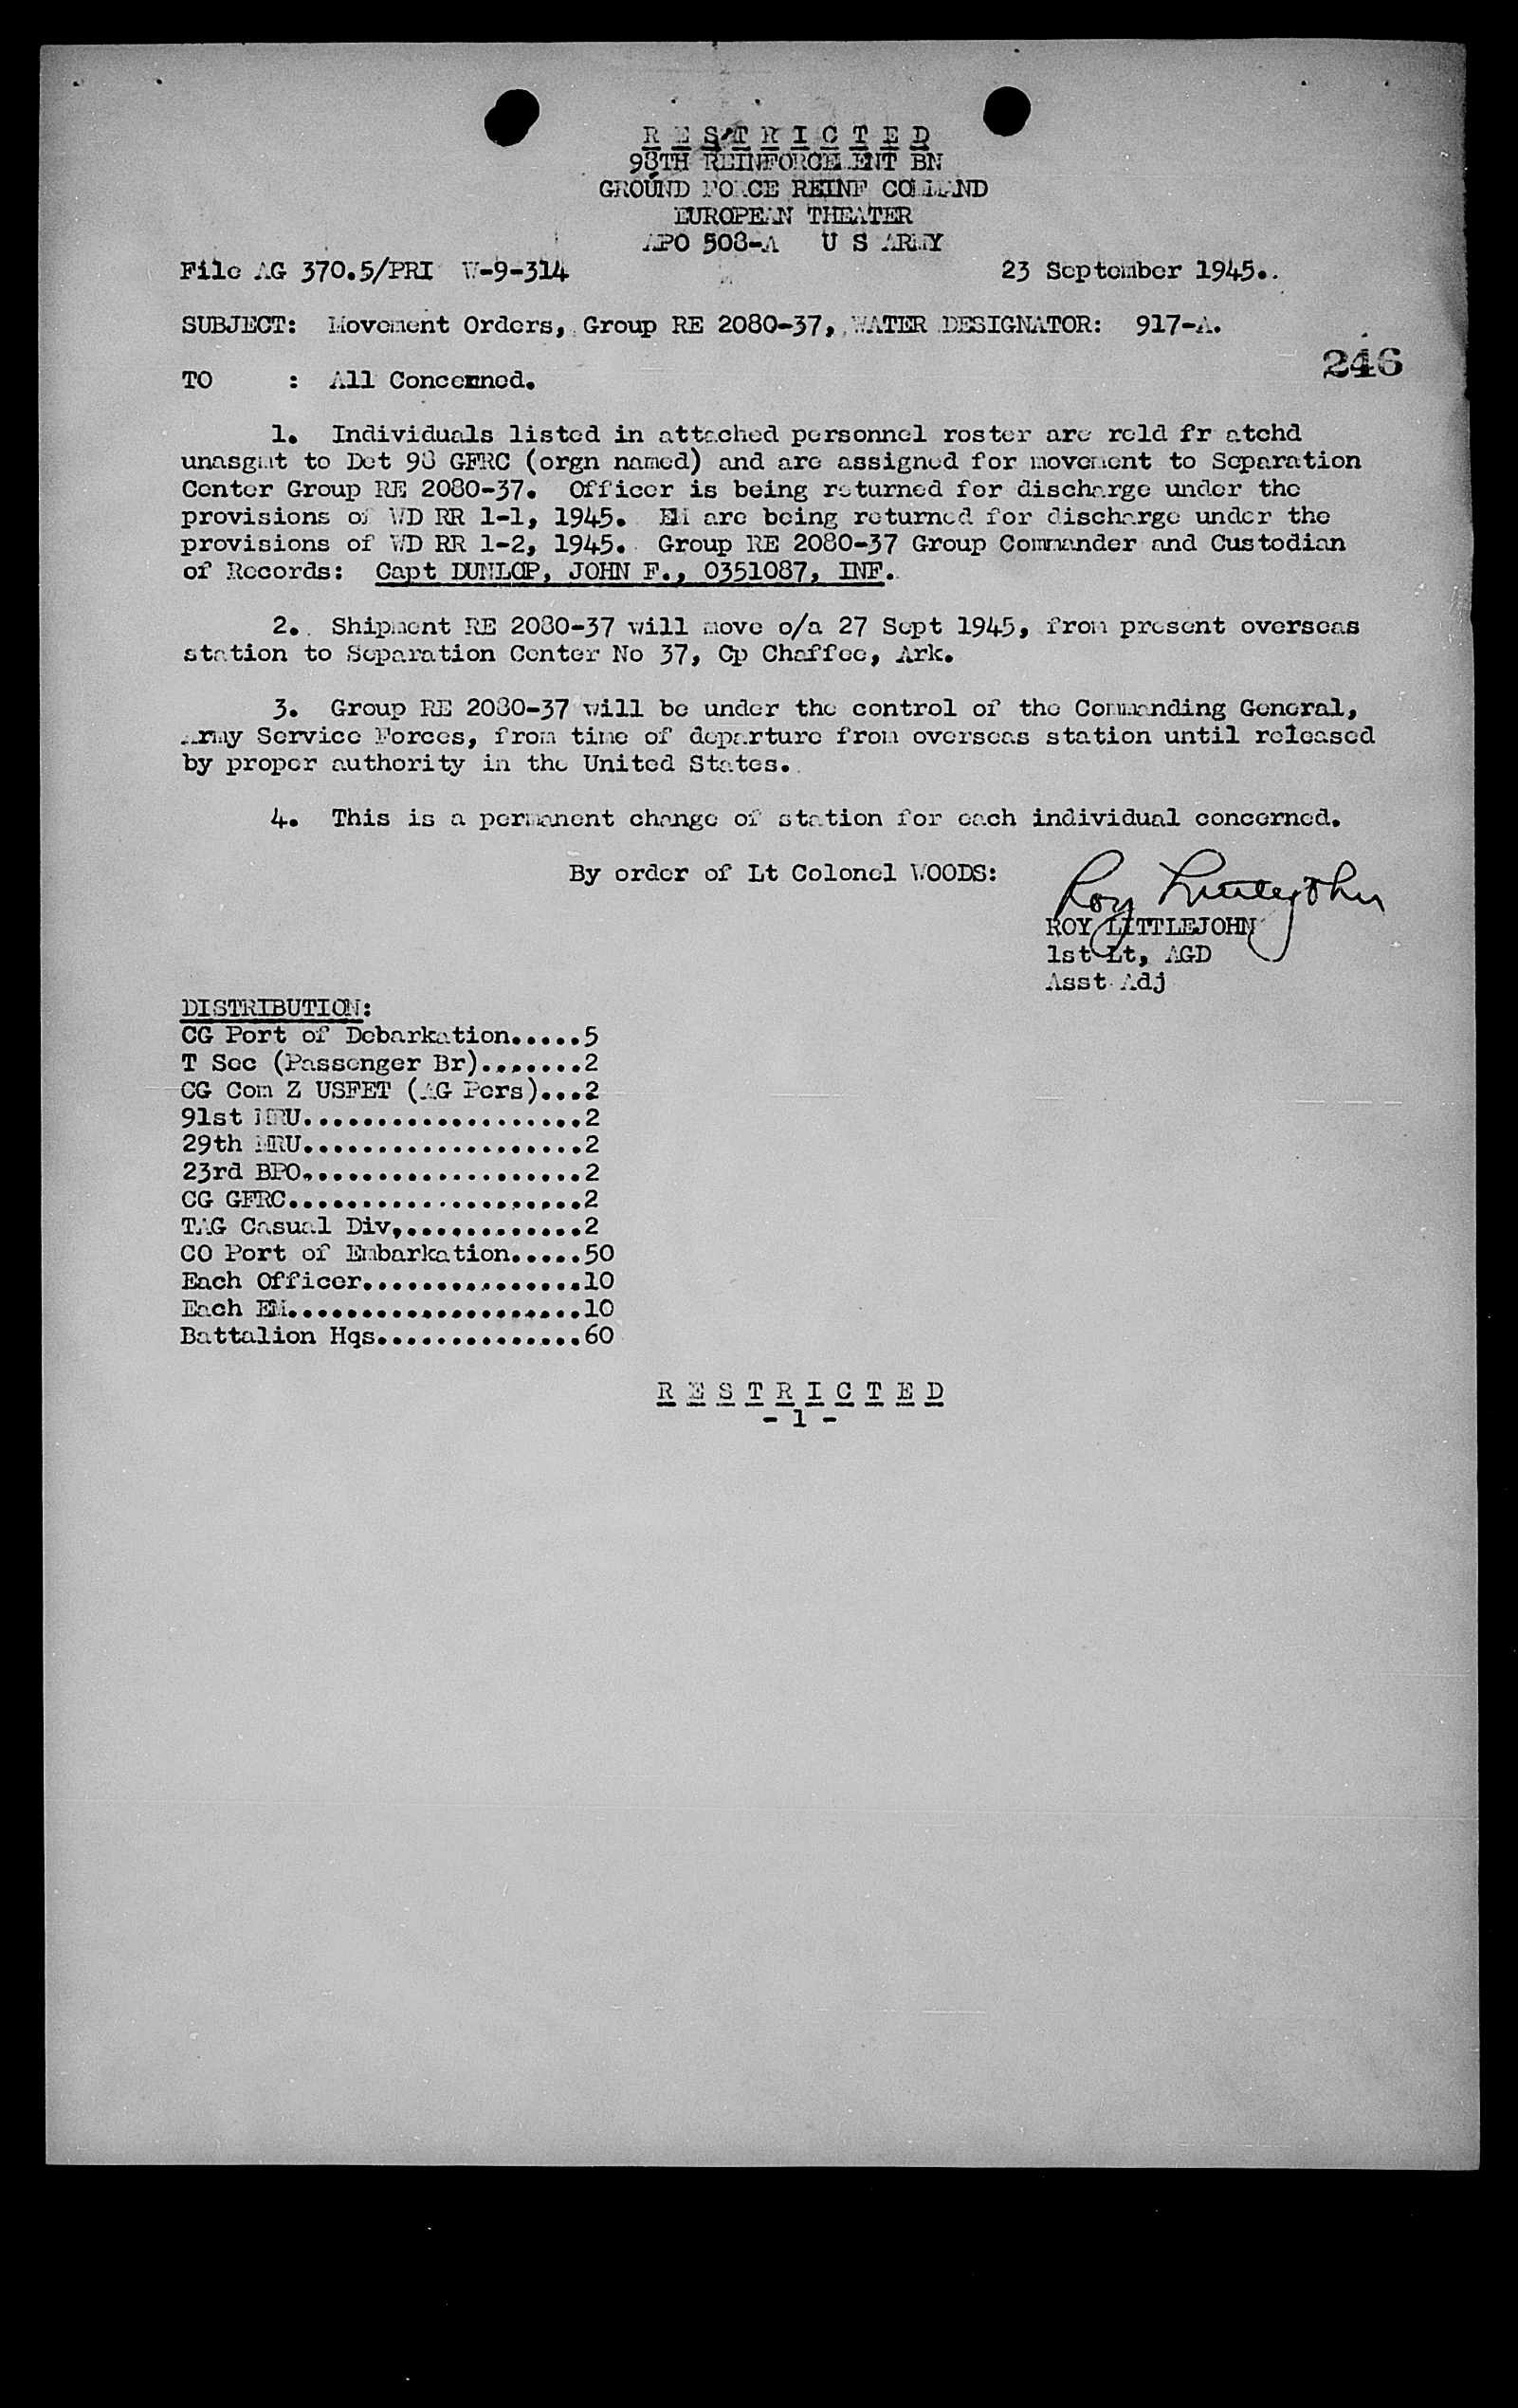 R E S T R I C T E D
98TH REINFORCEMENT BN
GROUND FORCE REINF COMMAND
EUROPEAN THEATER
APO 508-A U S ARMY
File AG 370.5/PRI W-9-314 23 September 1945.
SUBJECT: Movement Orders, Group RE 2080-37, WATER DESIGNATOR: 917-A.
246
TO : All Concerned.
1. Individuals listed in attached personnel roster are reld fr atchd
unasgmt to Det 98 GFRC (orgn named) and are assigned for movement to Separation
Center Group RE 2080-37. Officer is being returned for discharge under the
provisions of WD RR 1-1, 1945. EM are being returned for discharge under the
provisions of WD RR 1-2, 1945. Group RE 2080-37 Group Commander and Custodian
of Records: Capt DUNLOP, JOHN F., O351087, INF.
2. Shipment RE 2080-37 will move o/a 27 Sept 1945, from present overseas
station to Separation Center No 37, Cp Chaffee, Ark.
3. Group RE 2080-37 will be under the control of the Commanding General,
Army Service Forces, from time of departure from overseas station until released
by proper authority in the United States.
4. This is a permanent change of station for each individual concerned.
By order of Lt Colonel WOODS:
Roy Littlejohn
ROY LITTLEJOHN
1st Lt, AGD
Asst Adj
DISTRIBUTION:
CG Port of Debarkation.....5
T Sec (Passenger Br).......2
CG Com Z USFET (AG Pers)...2
91st MRU...................2
29th MRU...................2
23rd BPO...................2
CG GFRC....................2
TAG Casual Div,............2
CO Port of Embarkation.....50
Each Officer...............10
Each EM....................10
Battalion Hqs..............60
R E S T R I C T E D
- 1 -